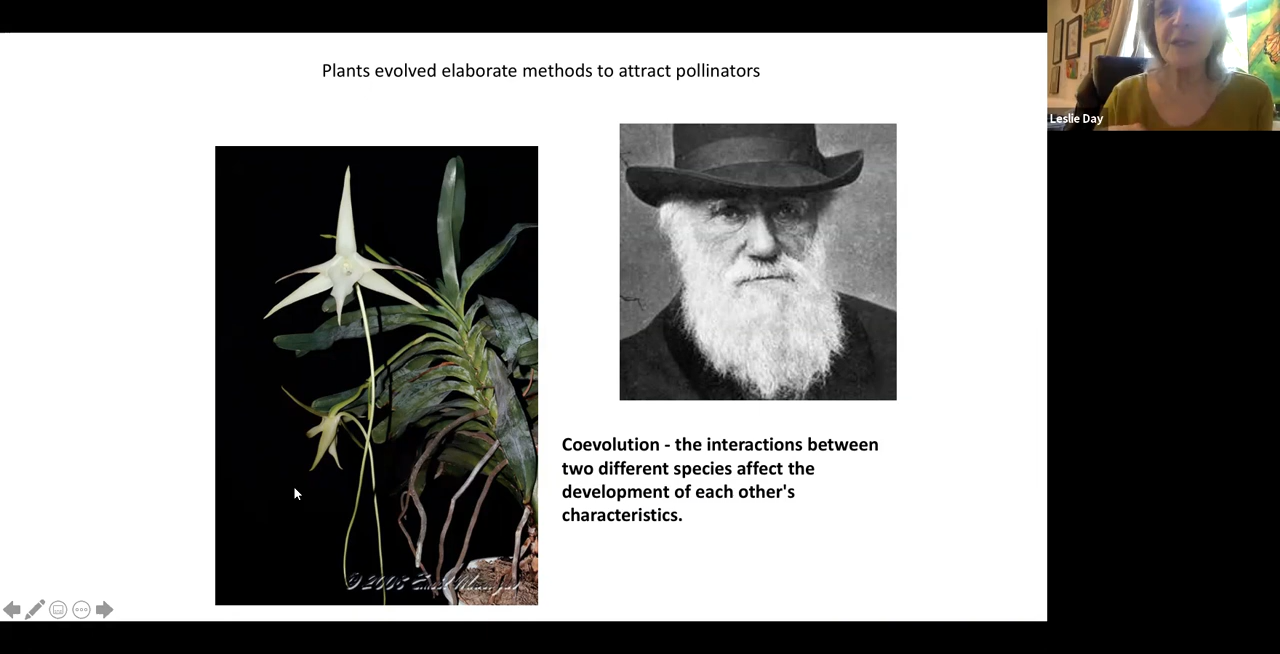 Plants evolved elaborate methods to attract pollinators
Leslie Day
Coevolution - the interactions between
two different species affect the
development of each other's
characteristics.
© 2006